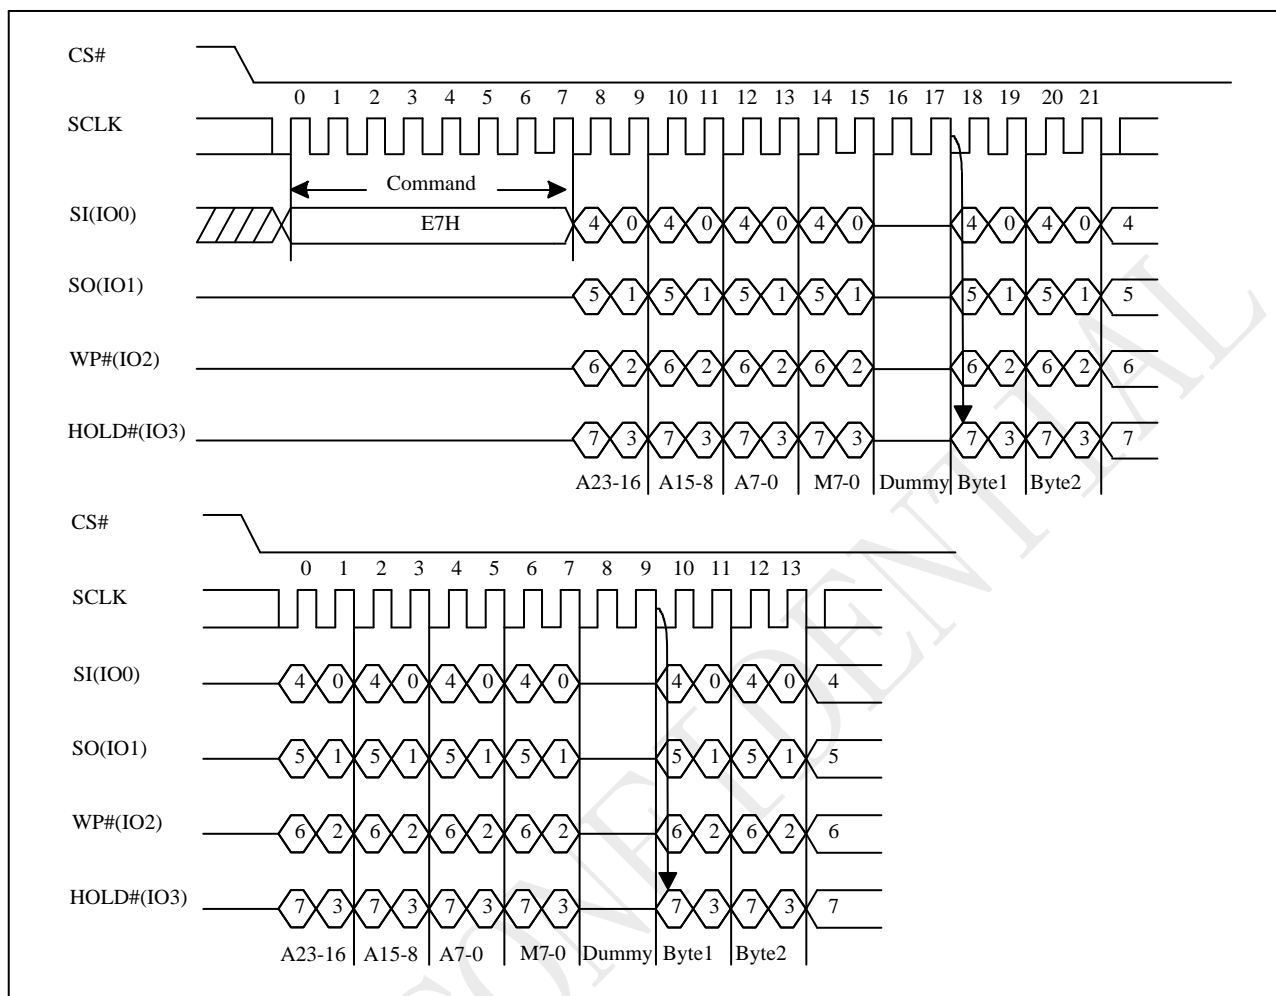 CS#
0 1 2 3 4 5 6 7 8 9 10 11 12 13 14 15 16 17 18 19 20 21
SCLK
Command
SI(IO0) E7H 4 0 4 0 4 0 4 0 4 0 4 0 4
SO(IO1) 5 1 5 1 5 1 5 1 5 1 5 1 5
WP#(IO2) 6 2 6 2 6 2 6 2 6 2 6 2 6
HOLD#(IO3) 7 3 7 3 7 3 7 3 7 3 7 3 7
A23-16 A15-8 A7-0 M7-0 Dummy Byte1 Byte2
CS#
0 1 2 3 4 5 6 7 8 9 10 11 12 13
SCLK
SI(IO0) 4 0 4 0 4 0 4 0 4 0 4 0 4
SO(IO1) 5 1 5 1 5 1 5 1 5 1 5 1 5
WP#(IO2) 6 2 6 2 6 2 6 2 6 2 6 2 6
HOLD#(IO3) 7 3 7 3 7 3 7 3 7 3 7 3 7
A23-16 A15-8 A7-0 M7-0 Dummy Byte1 Byte2
CONFIDENTIAL